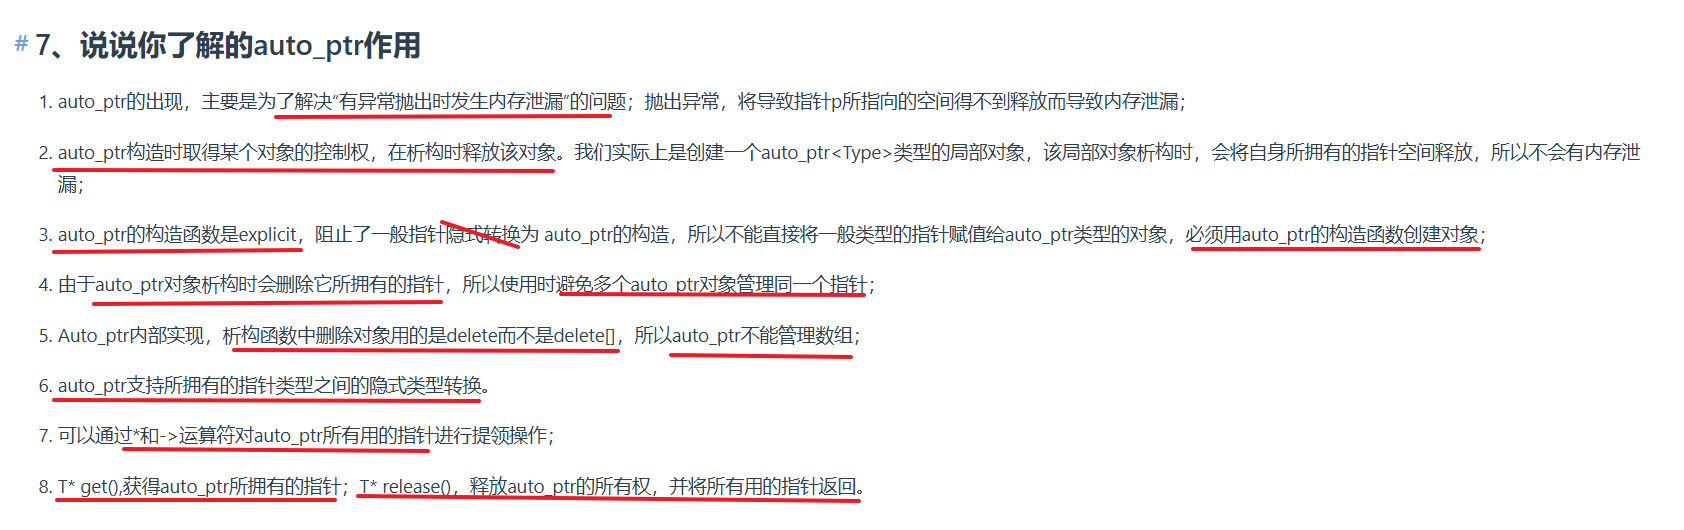 # 7、说说你了解的auto_ptr作用
1. auto_ptr的出现，主要是为了解决“有异常抛出时发生内存泄漏”的问题；抛出异常，将导致指针p所指向的空间得不到释放而导致内存泄漏；
2. auto_ptr构造时取得某个对象的控制权，在析构时释放该对象。我们实际上是创建一个auto_ptr<Type>类型的局部对象，该局部对象析构时，会将自身所拥有的指针空间释放，所以不会有内存泄
漏；
3. auto_ptr的构造函数是explicit，阻止了一般指针隐式转换为 auto_ptr的构造，所以不能直接将一般类型的指针赋值给auto_ptr类型的对象，必须用auto_ptr的构造函数创建对象；
4. 由于auto_ptr对象析构时会删除它所拥有的指针，所以使用时避免多个auto_ptr对象管理同一个指针；
5. Auto_ptr内部实现，析构函数中删除对象用的是delete而不是delete[]，所以auto_ptr不能管理数组；
6. auto_ptr支持所拥有的指针类型之间的隐式类型转换。
7. 可以通过*和->运算符对auto_ptr所有用的指针进行提领操作；
8. T* get(),获得auto_ptr所拥有的指针；T* release()，释放auto_ptr的所有权，并将所有用的指针返回。